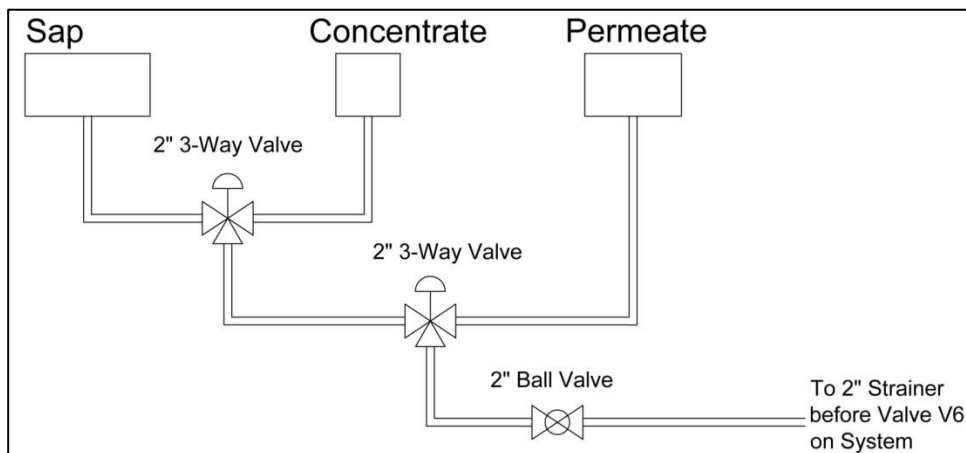 Sap
Concentrate
Permeate
2" 3-Way Valve
2" 3-Way Valve
2" Ball Valve
To 2" Strainer
before Valve V6
on System